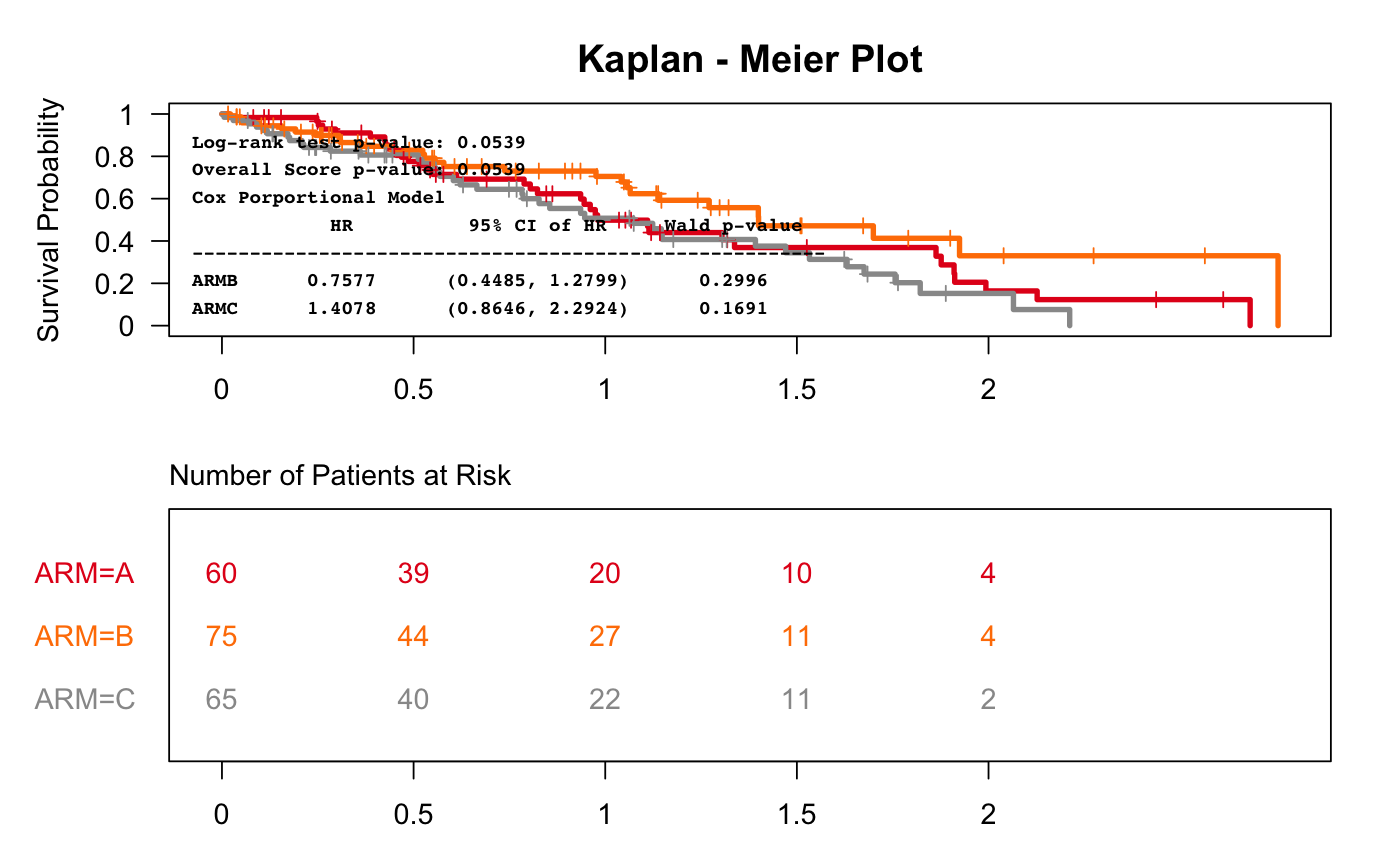 Kaplan - Meier Plot
Survival Probability
1
0.8
0.6
0.4
0.2
0
Log-rank test p-value: 0.0539
Overall Score p-value: 0.0539
Cox Porportional Model
HR 95% CI of HR Wald p-value
ARMB 0.7577 (0.4485, 1.2799) 0.2996
ARMC 1.4078 (0.8646, 2.2924) 0.1691
0 0.5 1 1.5 2
Number of Patients at Risk
ARM=A 60 39 20 10 4
ARM=B 75 44 27 11 4
ARM=C 65 40 22 11 2
0 0.5 1 1.5 2